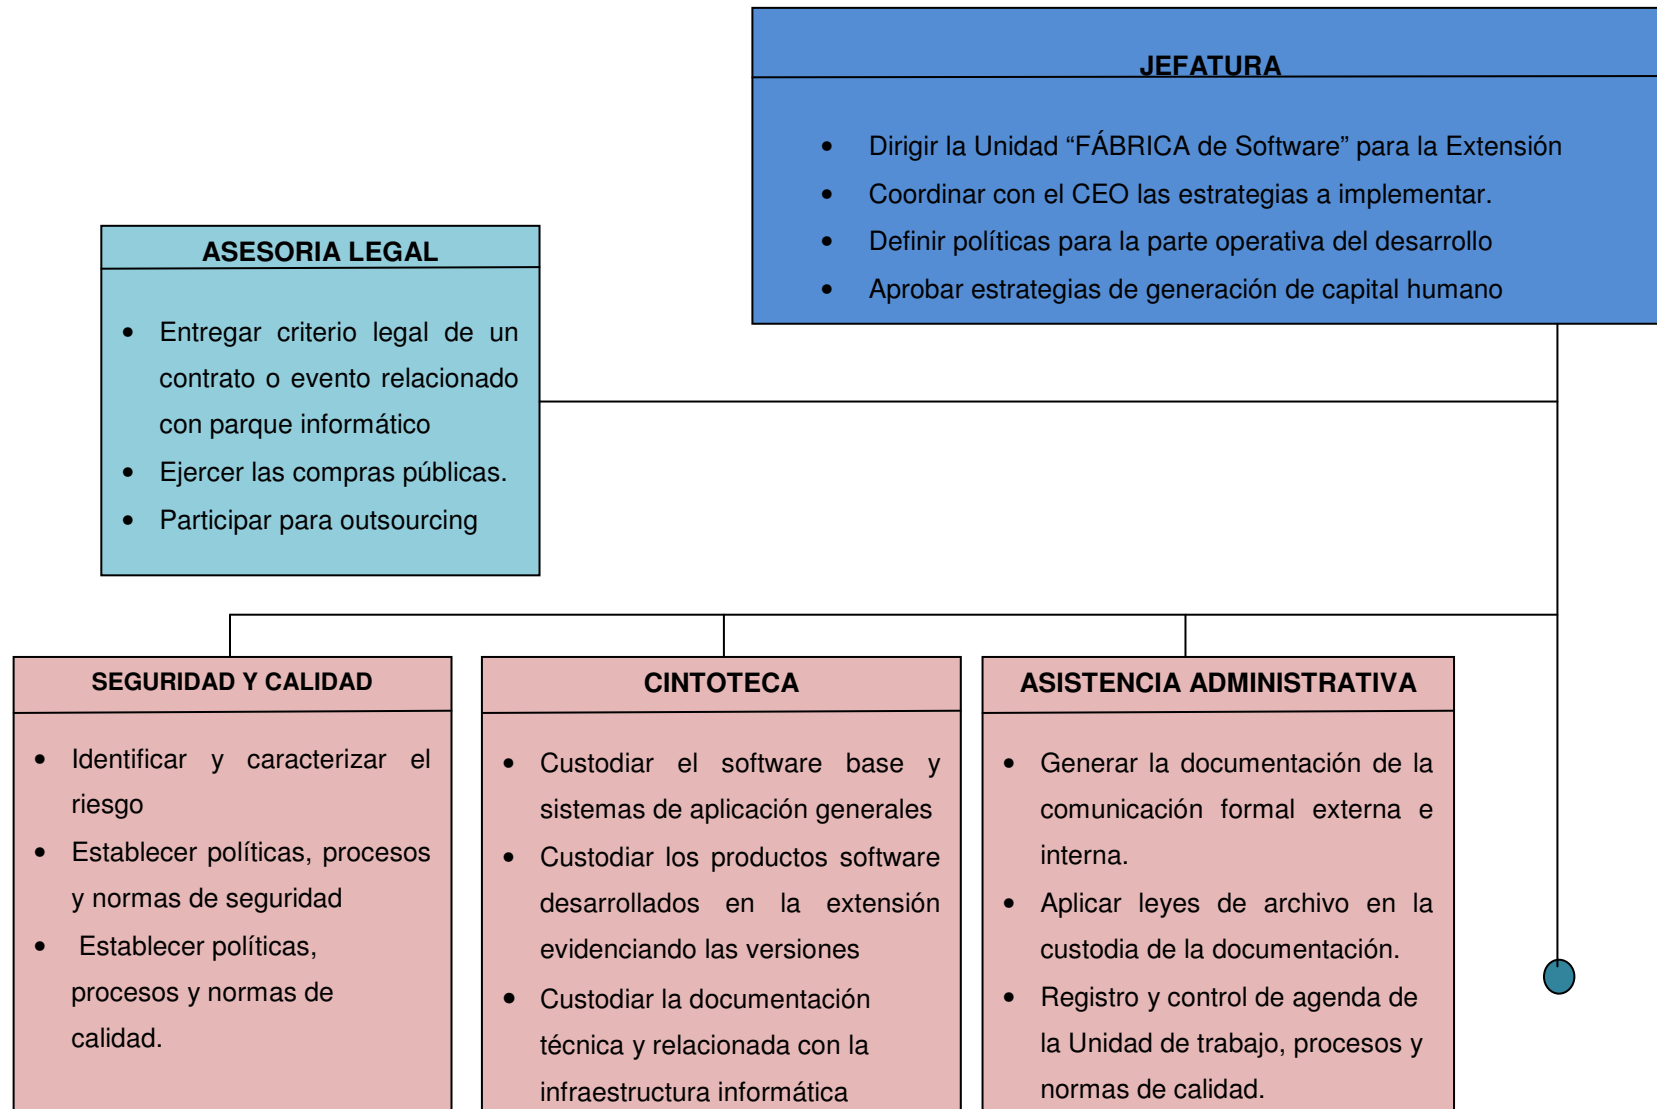 JEFATURA
• Dirigir la Unidad “FÁBRICA de Software” para la Extensión
• Coordinar con el CEO las estrategias a implementar.
• Definir políticas para la parte operativa del desarrollo
• Aprobar estrategias de generación de capital humano
ASESORIA LEGAL
• Entregar criterio legal de un
contrato o evento relacionado
con parque informático
• Ejercer las compras públicas.
• Participar para outsourcing
SEGURIDAD Y CALIDAD
• Identificar y caracterizar el
riesgo
• Establecer políticas, procesos
y normas de seguridad
• Establecer políticas,
procesos y normas de
calidad.
CINTOTECA
• Custodiar el software base y
sistemas de aplicación generales
• Custodiar los productos software
desarrollados en la extensión
evidenciando las versiones
• Custodiar la documentación
técnica y relacionada con la
infraestructura informática
ASISTENCIA ADMINISTRATIVA
• Generar la documentación de la
comunicación formal externa e
interna.
• Aplicar leyes de archivo en la
custodia de la documentación.
• Registro y control de agenda de
la Unidad de trabajo, procesos y
normas de calidad.